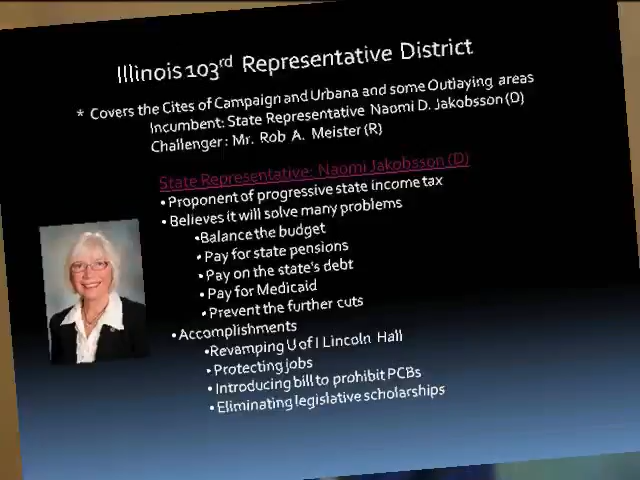 Illinois 103rd Representative District
* Covers the Cites of Campaign and Urbana and some Outlaying areas
Incumbent: State Representative Naomi D. Jakobsson (D)
Challenger: Mr. Rob A. Meister (R)
State Representative: Naomi Jakobsson (D)
• Proponent of progressive state income tax
• Believes it will solve many problems
• Balance the budget
• Pay for state pensions
• Pay on the state's debt
• Pay for Medicaid
• Prevent the further cuts
• Accomplishments
• Revamping U of I Lincoln Hall
• Protecting jobs
• Introducing bill to prohibit PCBs
• Eliminating legislative scholarships